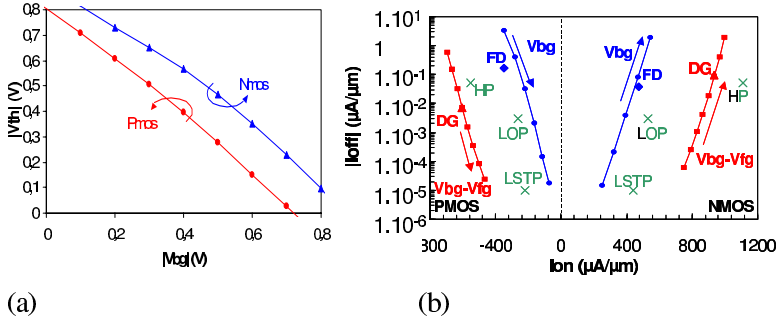 0,8
0,7
0,6
0,5
0,4
0,3
0,2
0,1
0
|Vth| (V)
Nmos
Pmos
0
0,2
0,4
0,6
0,8
|Vbg| (V)
(a)
b)
1.10¹
1
1.10⁻¹
1.10⁻²
1.10⁻³
1.10⁻⁴
1.10⁻⁵
1.10⁻⁶
|Ioff| (µA/µm)
Vbg
FD
HP
DG
LOP
Vbg-Vfg
LSTP
PMOS
Vbg
FD
DG
HP
LOP
Vbg-Vfg
LSTP
NMOS
800
-400
0
400
800
1200
Ion (µA/µm)
(b)